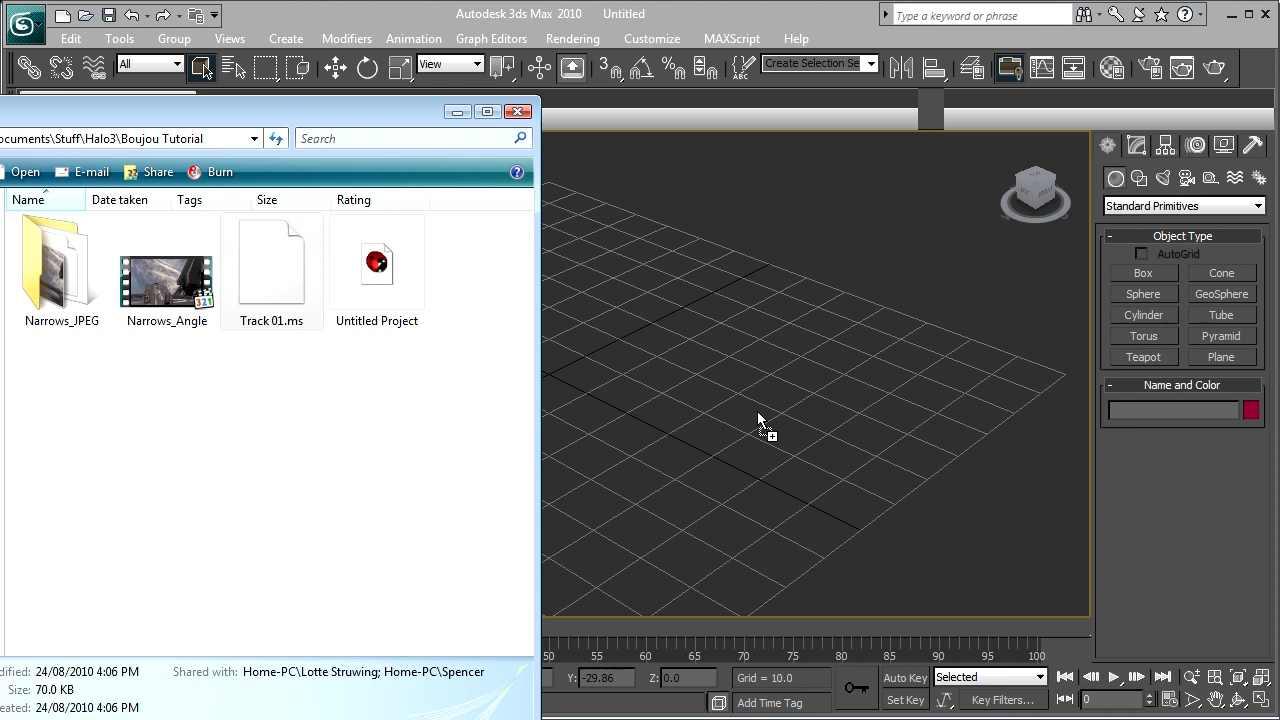 Autodesk 3ds Max 2010 Untitled
Type a keyword or phrase
Edit Tools Group Views Create Modifiers Animation Graph Editors Rendering Customize MAXScript Help
All View Create Selection Se
ocuments\Stuff\Halo3\Boujou Tutorial Search
Open E-mail Share Burn
Name Date taken Tags Size Rating
Narrows_JPEG Narrows_Angle Track 01.ms Untitled Project
321
Standard Primitives
Object Type
AutoGrid
Box Cone
Sphere GeoSphere
Cylinder Tube
Torus Pyramid
Teapot Plane
Name and Color
50 55 60 65 70 75 80 85 90 95 100
dified: 24/08/2010 4:06 PM Shared with: Home-PC\Lotte Struwing; Home-PC\Spencer
Size: 70.0 KB
eated: 24/08/2010 4:06 PM
Y: -29.86 Z: 0.0 Grid = 10.0 Auto Key Selected
Add Time Tag Set Key Key Filters... 0